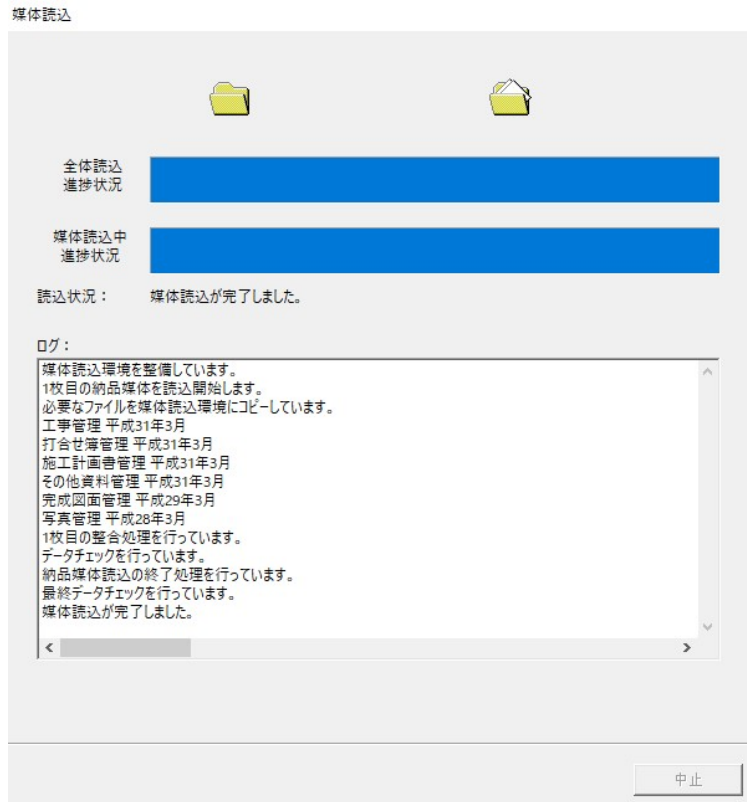 媒体読込
全体読込
進捗状況
媒体読込中
進捗状況
読込状況： 媒体読込が完了しました。
ログ：
媒体読込環境を整備しています。
1枚目の納品媒体を読込開始します。
必要なファイルを媒体読込環境にコピーしています。
工事管理 平成31年3月
打合せ簿管理 平成31年3月
施工計画書管理 平成31年3月
その他資料管理 平成31年3月
完成図面管理 平成29年3月
写真管理 平成28年3月
1枚目の整合処理を行っています。
データチェックを行っています。
納品媒体読込の終了処理を行っています。
最終データチェックを行っています。
媒体読込が完了しました。
中止